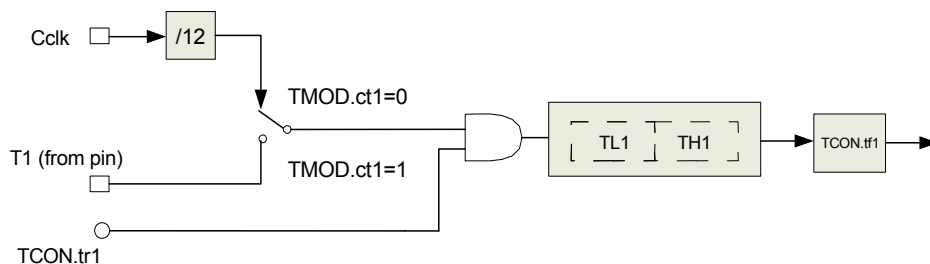 Cclk
/12
TMOD.ct1=0
TL1
TH1
TCON.tf1
T1 (from pin)
TMOD.ct1=1
TCON.tr1